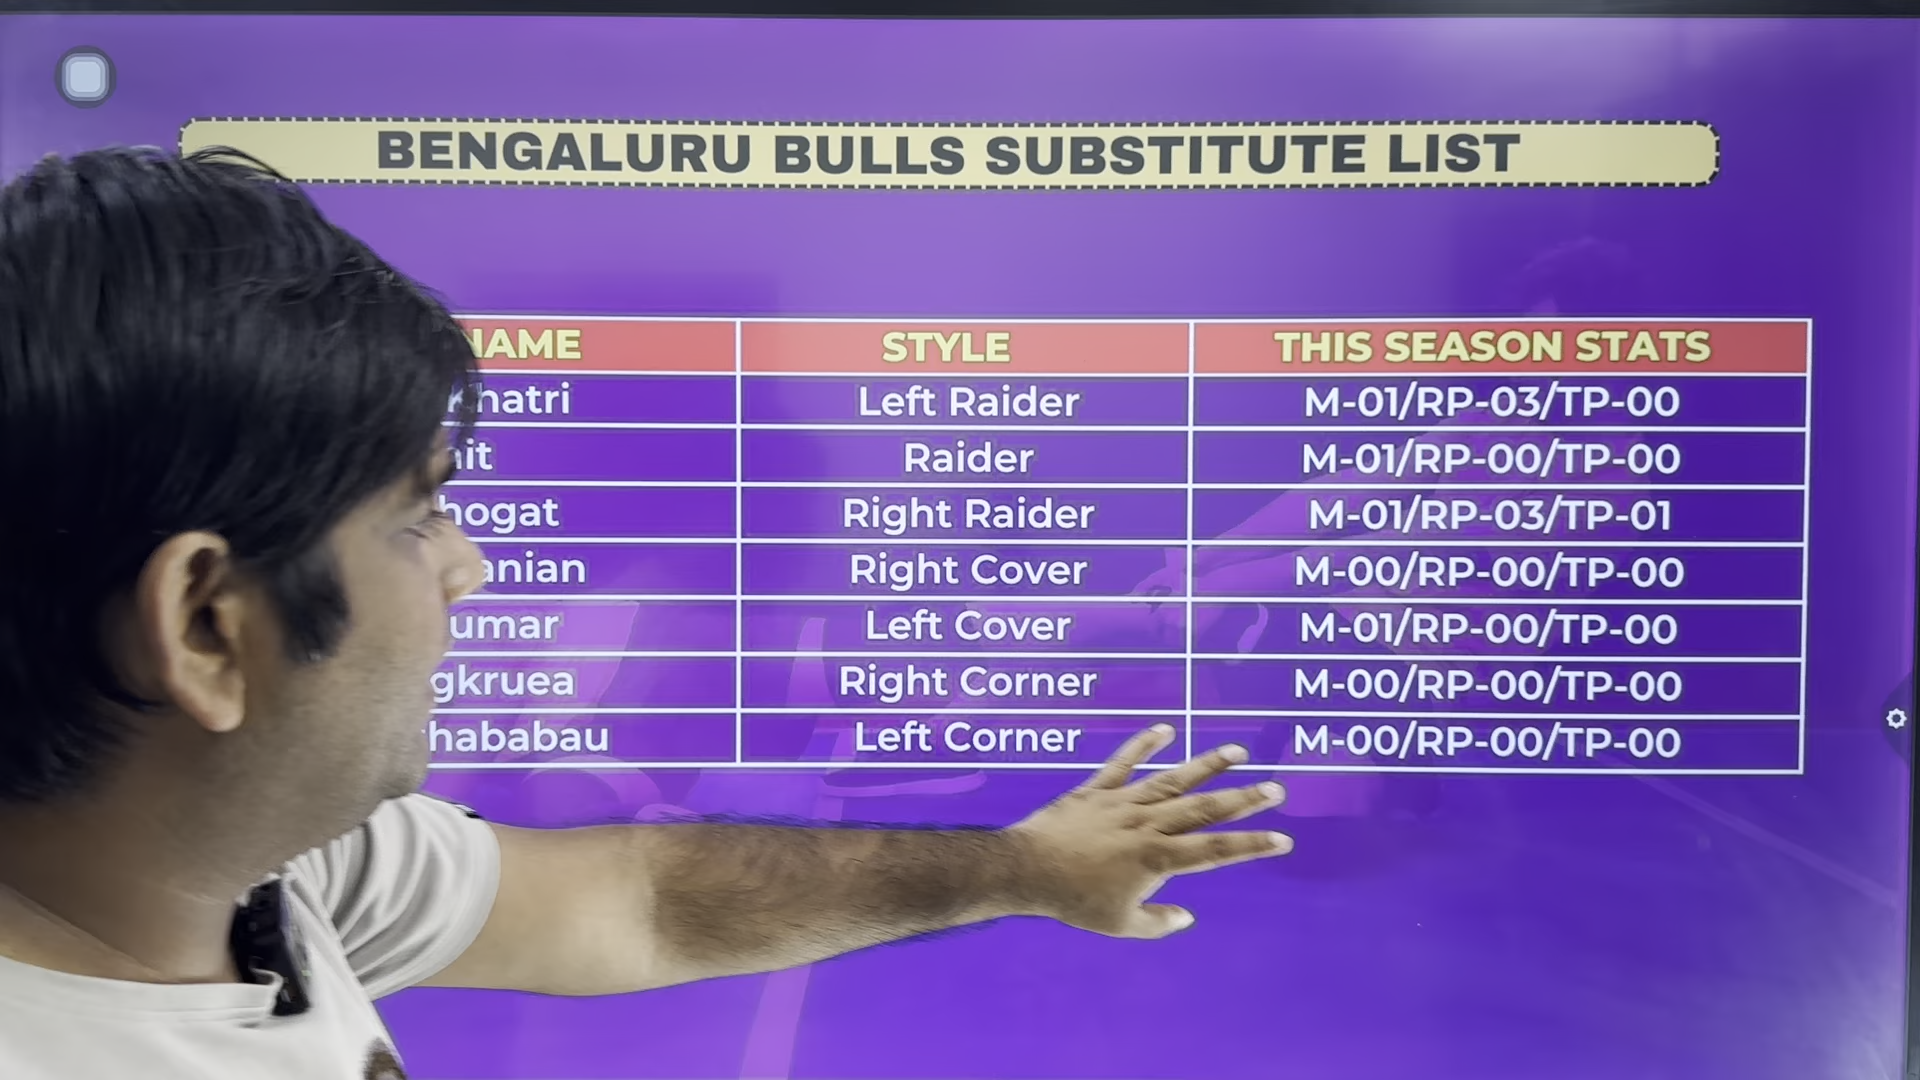 BENGALURU BULLS SUBSTITUTE LIST
NAME STYLE THIS SEASON STATS
Khatri Left Raider M-01/RP-03/TP-00
Raider M-01/RP-00/TP-00
hogat Right Raider M-01/RP-03/TP-01
anian Right Cover M-00/RP-00/TP-00
umar Left Cover M-01/RP-00/TP-00
gkruea Right Corner M-00/RP-00/TP-00
hababau Left Corner M-00/RP-00/TP-00